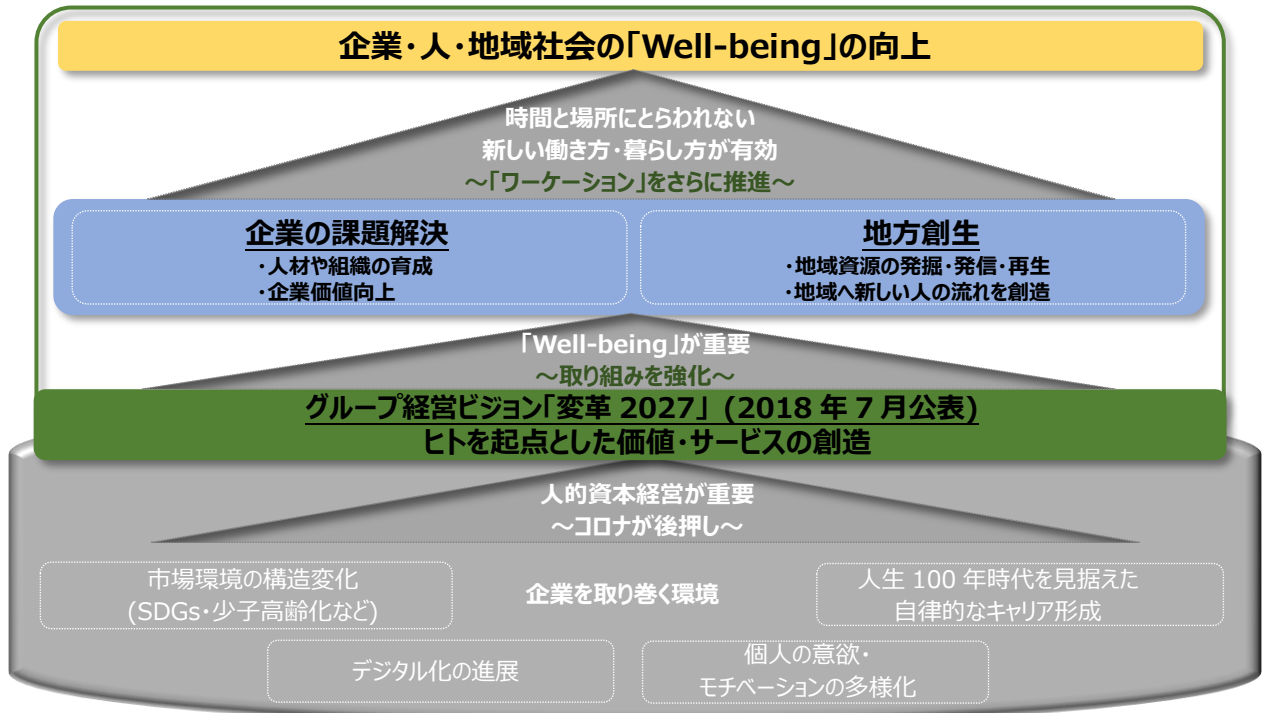 企業・人・地域社会の｢Well-being｣の向上
時間と場所にとらわれない
新しい働き方・暮らし方が有効
～｢ワーケーション｣をさらに推進～
企業の課題解決
・人材や組織の育成
・企業価値向上
地方創生
・地域資源の発掘・発信・再生
・地域へ新しい人の流れを創造
｢Well-being｣が重要
～取り組みを強化～
グループ経営ビジョン｢変革 2027｣ (2018 年 7 月公表)
ヒトを起点とした価値・サービスの創造
人的資本経営が重要
～コロナが後押し～
市場環境の構造変化
(SDGs・少子高齢化など)
企業を取り巻く環境
人生 100 年時代を見据えた
自律的なキャリア形成
デジタル化の進展
個人の意欲・
モチベーションの多様化